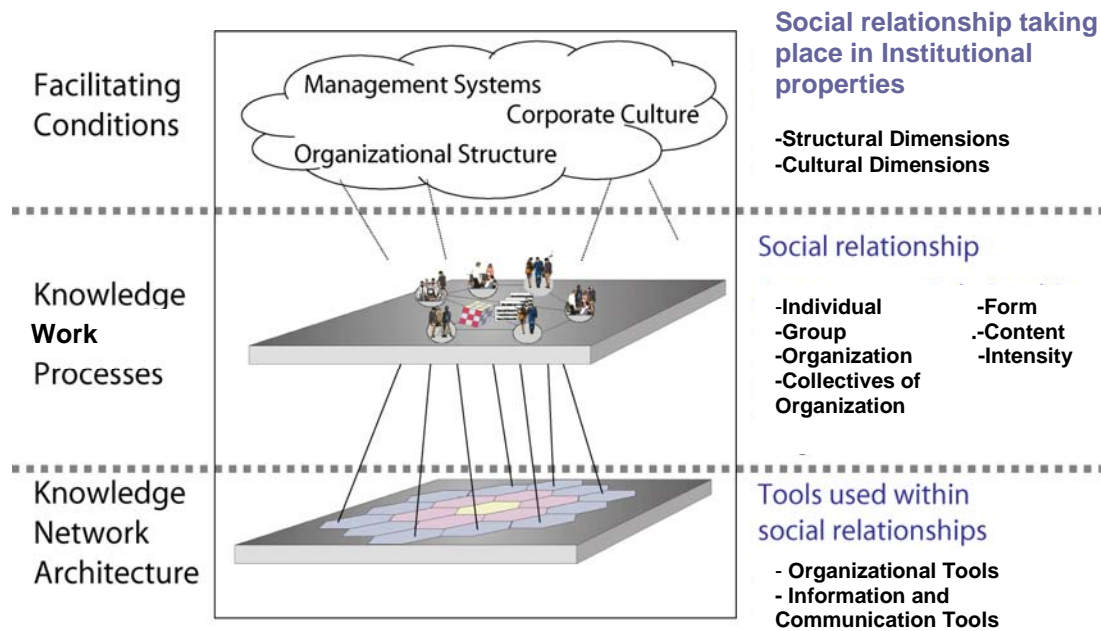 Facilitating
Conditions
Management Systems
Corporate Culture
Organizational Structure
Social relationship taking
place in Institutional
properties
-Structural Dimensions
-Cultural Dimensions
Knowledge
Work
Processes
Social relationship
-Individual
-Group
-Organization
-Collectives of
Organization
-Form
.-Content
-Intensity
Knowledge
Network
Architecture
Tools used within
social relationships
- Organizational Tools
- Information and
Communication Tools